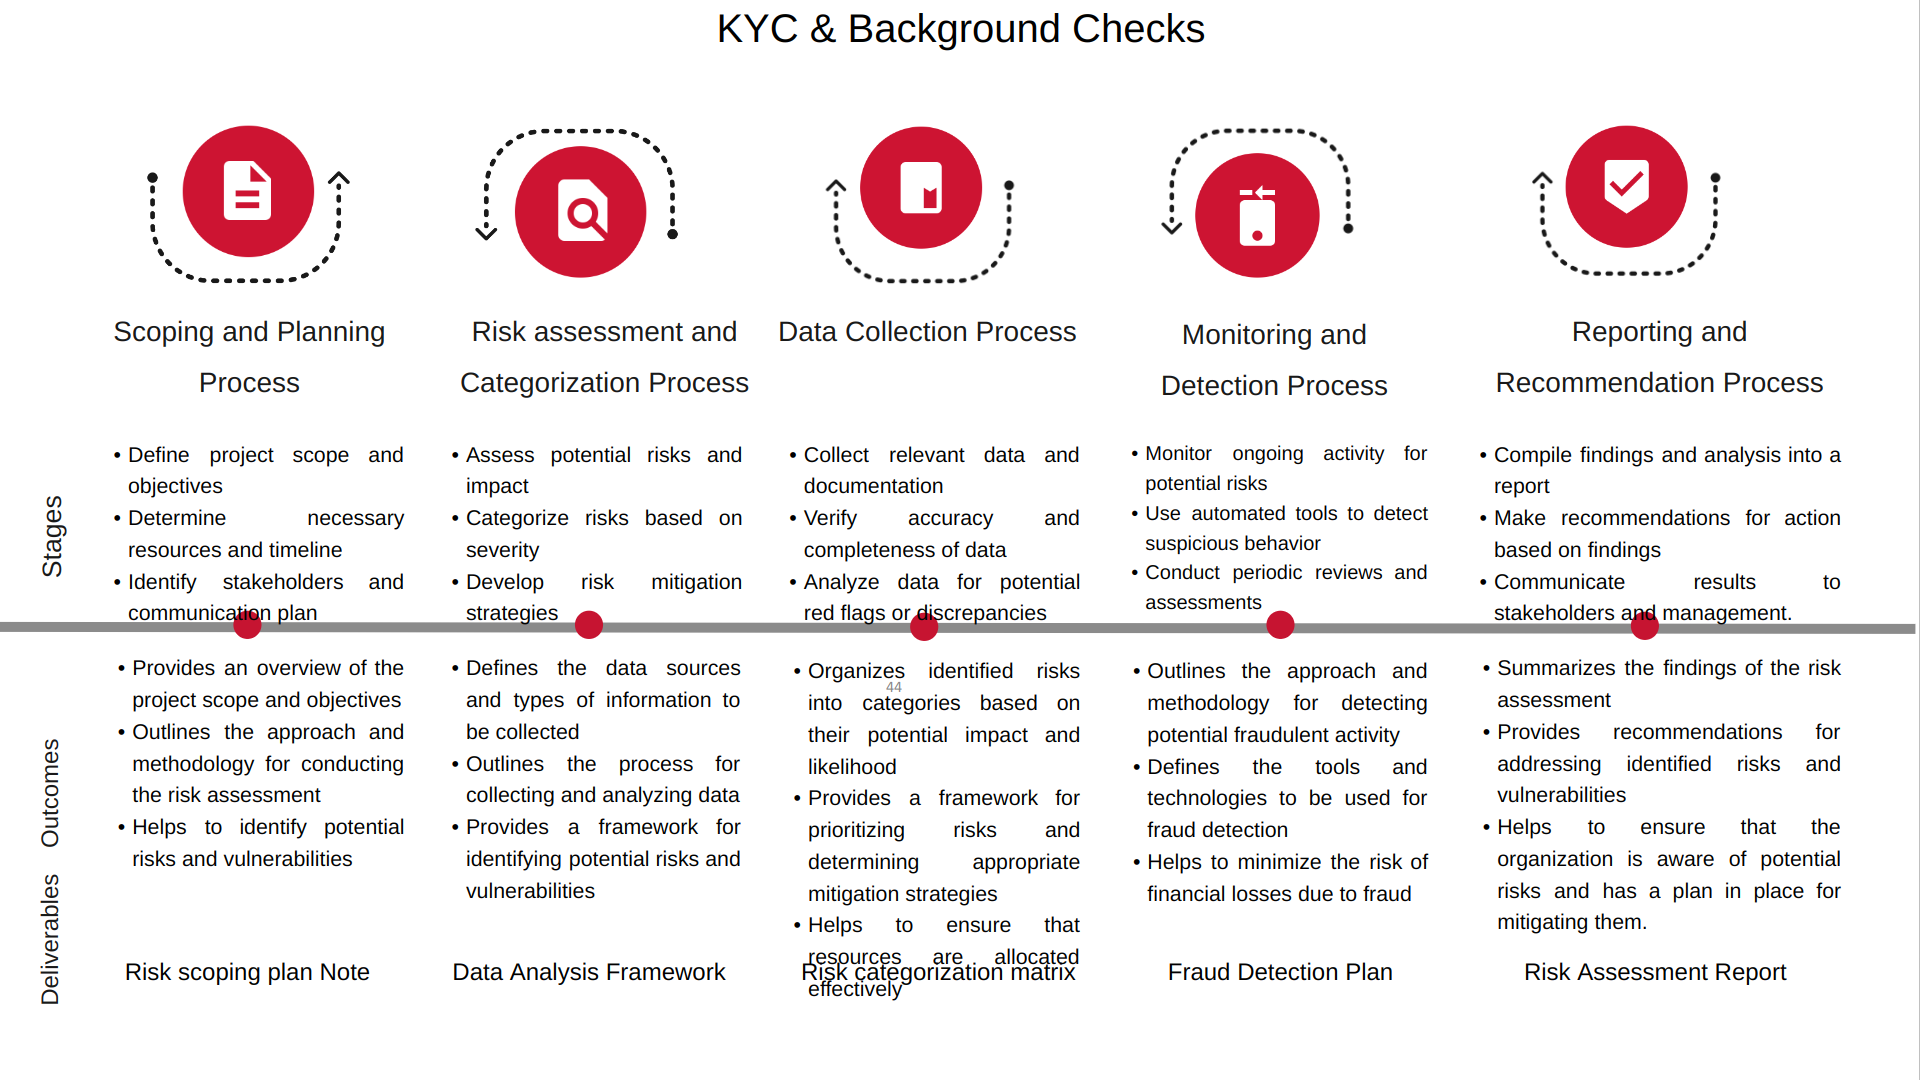 KYC & Background Checks
Scoping and Planning
Process
Risk assessment and
Categorization Process
Data Collection Process
Monitoring and
Detection Process
Reporting and
Recommendation Process
Stages
• Define project scope and
objectives
• Determine necessary
resources and timeline
• Identify stakeholders and
communication plan
• Assess potential risks and
impact
• Categorize risks based on
severity
• Develop risk mitigation
strategies
• Collect relevant data and
documentation
• Verify accuracy and
completeness of data
• Analyze data for potential
red flags or discrepancies
• Monitor ongoing activity for
potential risks
• Use automated tools to detect
suspicious behavior
• Conduct periodic reviews and
assessments
• Compile findings and analysis into a
report
• Make recommendations for action
based on findings
• Communicate results to
stakeholders and management.
Outcomes
• Provides an overview of the
project scope and objectives
• Outlines the approach and
methodology for conducting
the risk assessment
• Helps to identify potential
risks and vulnerabilities
• Defines the data sources
and types of information to
be collected
• Outlines the process for
collecting and analyzing data
• Provides a framework for
identifying potential risks and
vulnerabilities
• Organizes identified risks
44
into categories based on
their potential impact and
likelihood
• Provides a framework for
prioritizing risks and
determining appropriate
mitigation strategies
• Helps to ensure that
resources are allocated
effectively
• Outlines the approach and
methodology for detecting
potential fraudulent activity
• Defines the tools and
technologies to be used for
fraud detection
• Helps to minimize the risk of
financial losses due to fraud
• Summarizes the findings of the risk
assessment
• Provides recommendations for
addressing identified risks and
vulnerabilities
• Helps to ensure that the
organization is aware of potential
risks and has a plan in place for
mitigating them.
Deliverables
Risk scoping plan Note
Data Analysis Framework
Risk categorization matrix
Fraud Detection Plan
Risk Assessment Report